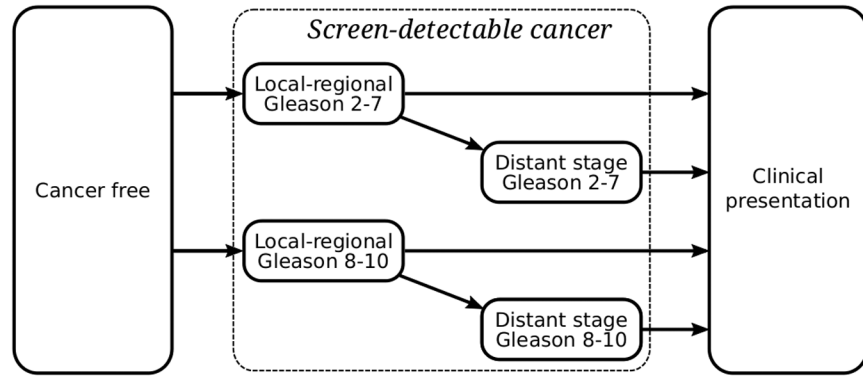 Screen-detectable cancer
Cancer free
Local-regional
Gleason 2-7
Distant stage
Gleason 2-7
Local-regional
Gleason 8-10
Distant stage
Gleason 8-10
Clinical
presentation